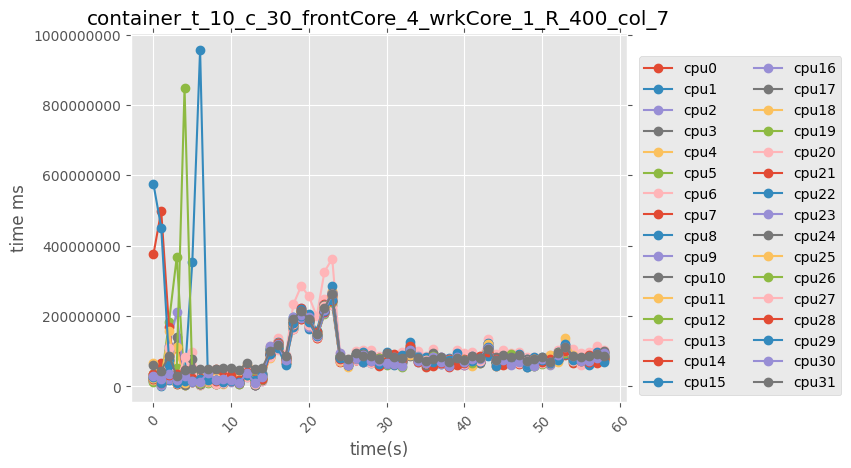 container_t_10_c_30_frontCore_4_wrkCore_1_R_400_col_7
1000000000
800000000
600000000
400000000
200000000
0
time ms
0
10
20
30
40
50
60
time(s)
cpu0
cpu1
cpu2
cpu3
cpu4
cpu5
cpu6
cpu7
cpu8
cpu9
cpu10
cpu11
cpu12
cpu13
cpu14
cpu15
cpu16
cpu17
cpu18
cpu19
cpu20
cpu21
cpu22
cpu23
cpu24
cpu25
cpu26
cpu27
cpu28
cpu29
cpu30
cpu31